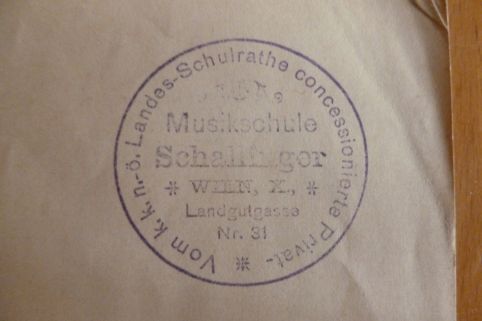 Vom k. k. n.-ö. Landes-Schulrathe concessionierte Privat-
Musikschule
Schallinger
WIEN, X.,
Landgutgasse
Nr. 31